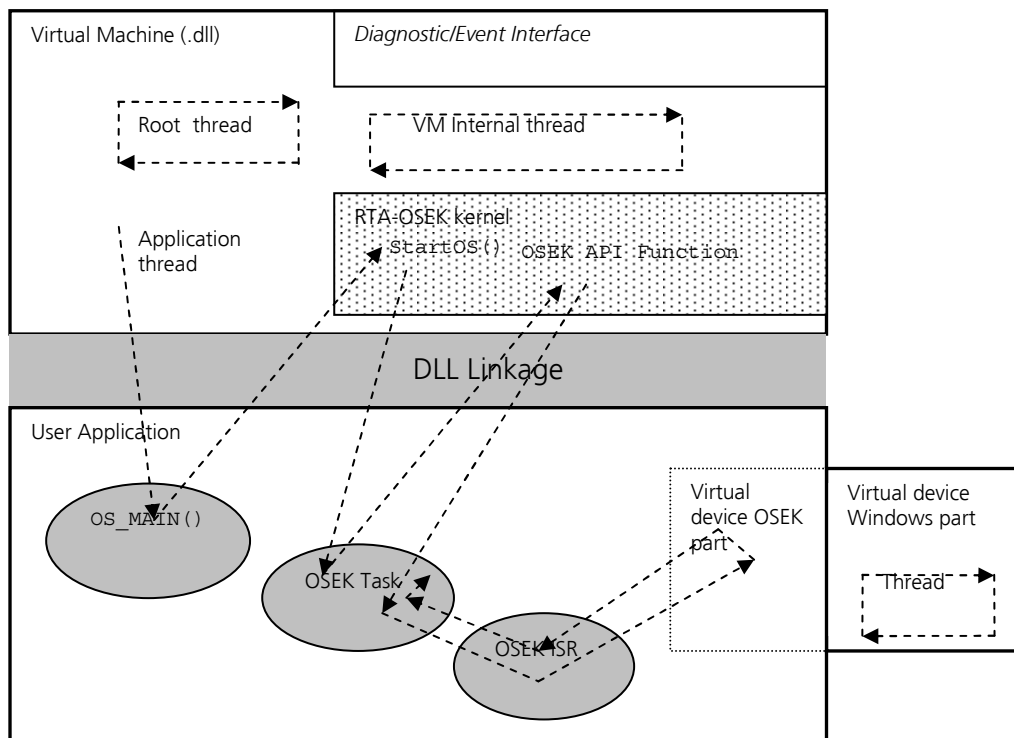 Virtual Machine (.dll)
Diagnostic/Event Interface
Root thread
VM Internal thread
Application
thread
RTA-OSEK kernel
StartOS()
OSEK API Function
DLL Linkage
User Application
OS_MAIN()
OSEK Task
OSEK ISR
Virtual
device OSEK
part
Virtual device
Windows part
Thread